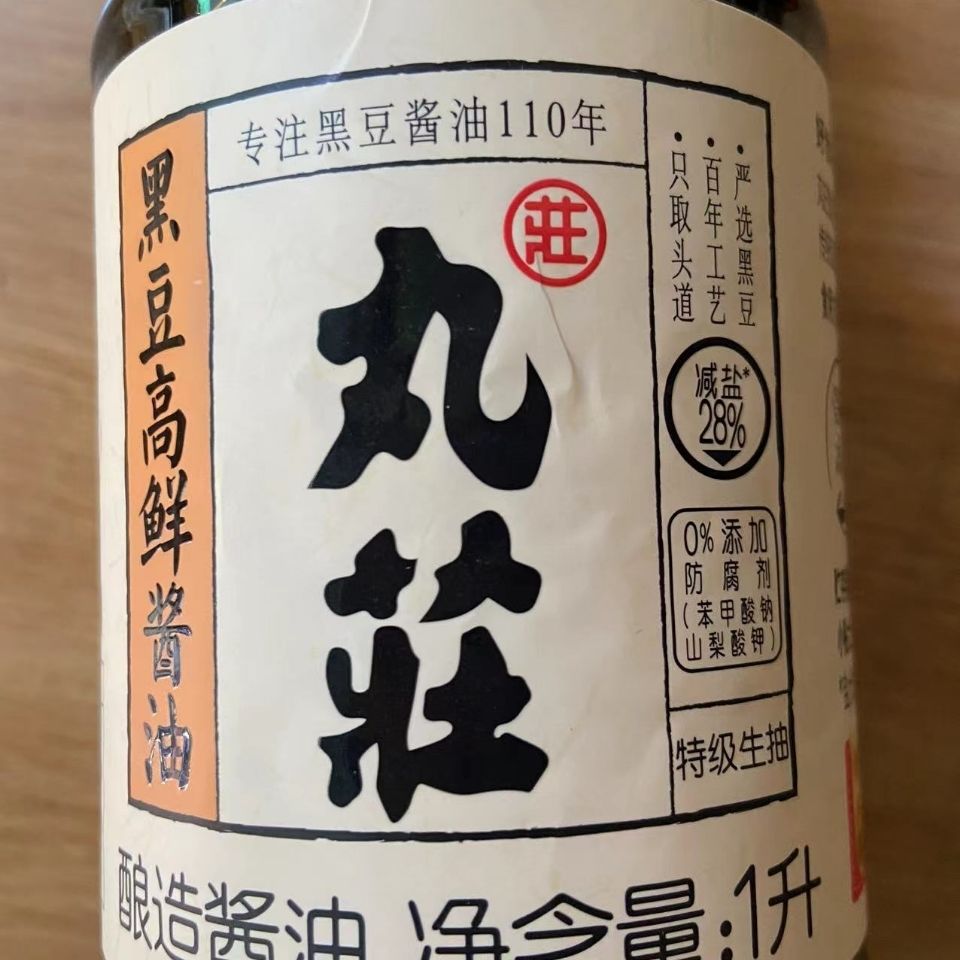 专注黑豆酱油110年
黑豆高鲜酱油
莊
丸莊
·严选黑豆
·百年工艺
·只取头道
减盐*
28%
0%添加
防腐剂
(苯甲酸钠
山梨酸钾)
特级生抽
酿造酱油 净含量:1升